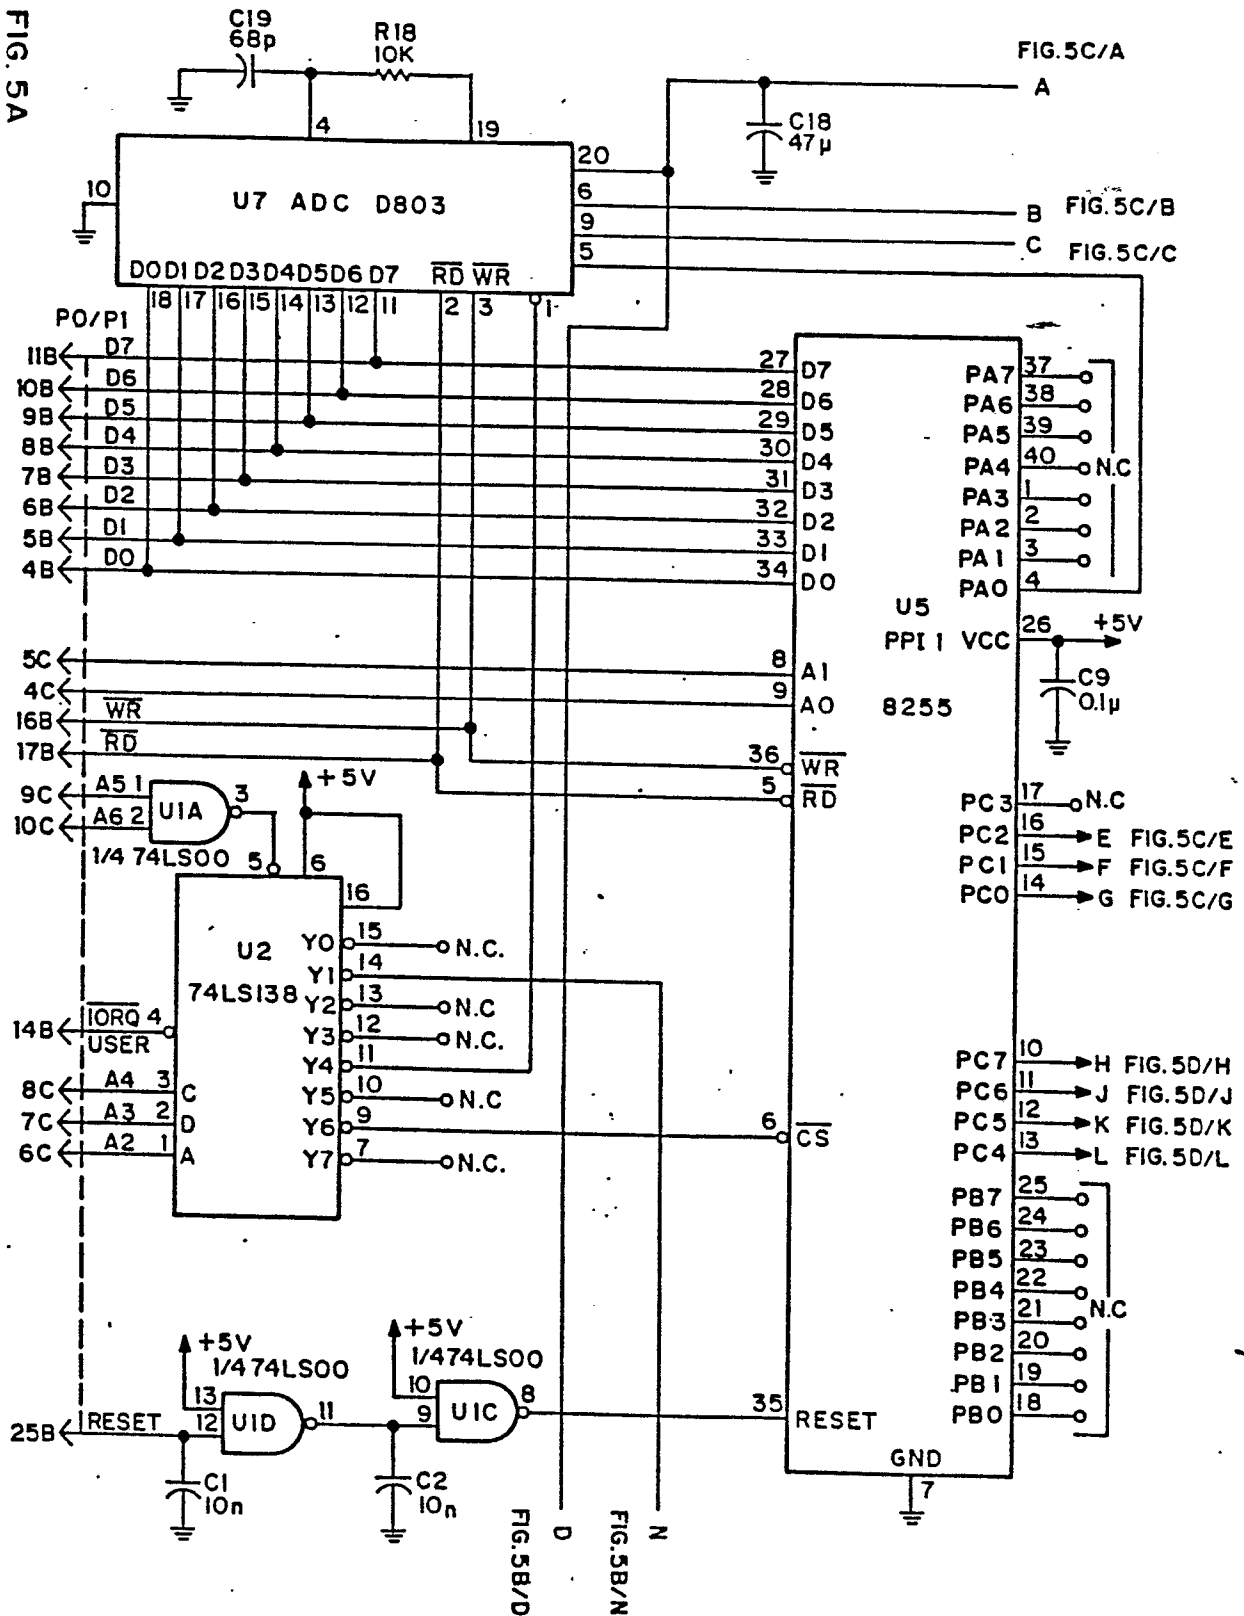 FIG. 5A
C19
68p
R18
10K
FIG.5C/A
A
4
19
C18
47µ
10
U7 ADC D803
20
6
9
5
B FIG.5C/B
C FIG.5C/C
D0 D1 D2 D3 D4 D5 D6 D7 RD WR
18 17 16 15 14 13 12 11 2 3 1
P0/P1
11B D7 27 D7
10B D6 28 D6
9B D5 29 D5
8B D4 30 D4
7B D3 31 D3
6B D2 32 D2
5B D1 33 D1
4B D0 34 D0
PA7 37
PA6 38
PA5 39
PA4 40 N.C
PA3 1
PA2 2
PA1 3
PA0 4
U5
PPI 1 VCC 26 +5V
8255
C9
0.1µ
5C 8 A1
4C 9 A0
16B WR 36 WR
17B RD 5 RD
+5V
9C A5 1
10C A6 2
U1A 3
1/4 74LS00 5 6
16
PC3 17 N.C
PC2 16 E FIG.5C/E
PC1 15 F FIG.5C/F
PC0 14 G FIG.5C/G
U2
74LS138
Y0 15 N.C.
Y1 14
Y2 13 N.C
Y3 12 N.C.
Y4 11
Y5 10 N.C
Y6 9
Y7 7 N.C.
14B IORQ 4
USER
8C A4 3 C
7C A3 2 D
6C A2 1 A
6 CS
PC7 10 H FIG.5D/H
PC6 11 J FIG.5D/J
PC5 12 K FIG.5D/K
PC4 13 L FIG.5D/L
PB7 25
PB6 24
PB5 23
PB4 22
PB3 21 N.C
PB2 20
PB1 19
PB0 18
+5V
1/4 74LS00
13
12
U1D 11
+5V
1/4 74LS00
10
9
U1C 8
35 RESET
25B RESET
C1
10n
C2
10n
GND
7
FIG.5B/D
D
FIG.5B/N
N